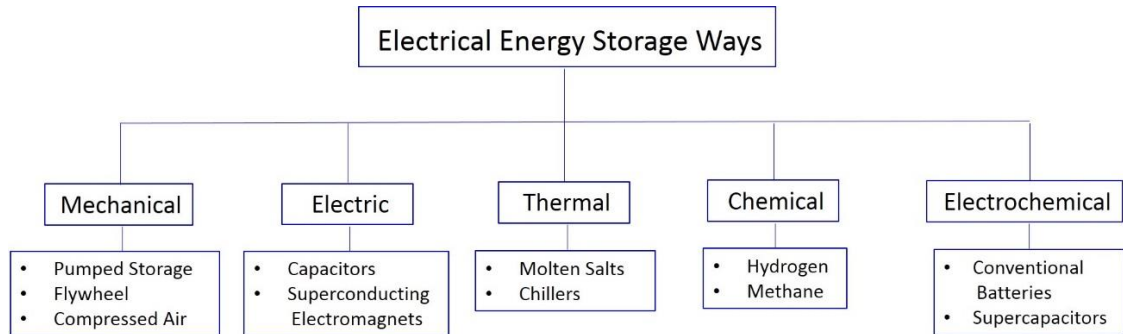 Electrical Energy Storage Ways
Mechanical
Electric
Thermal
Chemical
Electrochemical
• Pumped Storage
• Flywheel
• Compressed Air
• Capacitors
• Superconducting
Electromagnets
• Molten Salts
• Chillers
• Hydrogen
• Methane
• Conventional
Batteries
• Supercapacitors